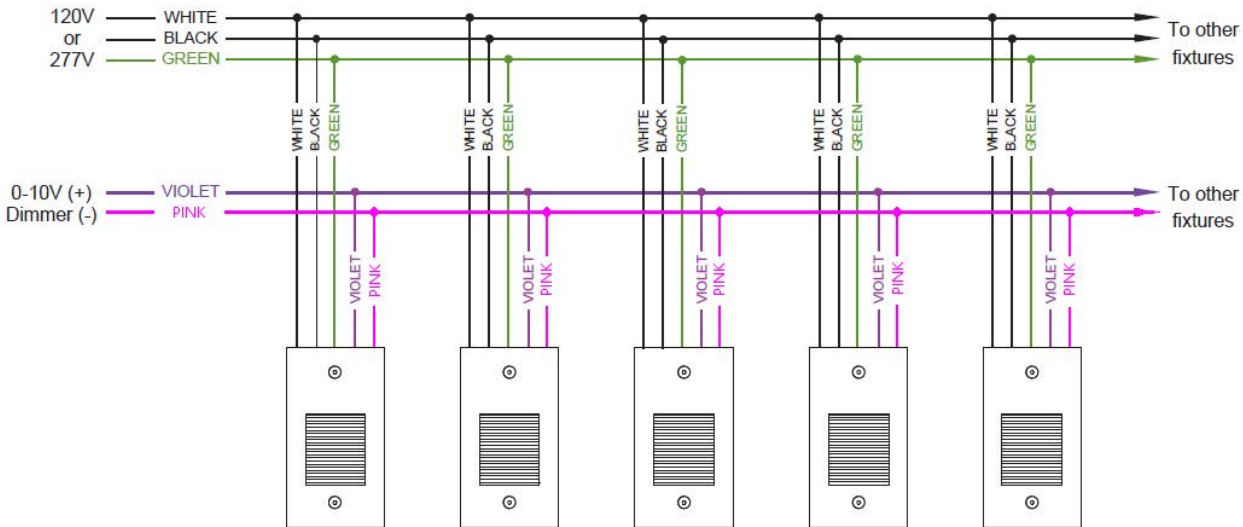 120V WHITE
or BLACK
277V GREEN
To other
fixtures
WHITE BLACK GREEN WHITE BLACK GREEN WHITE BLACK GREEN WHITE BLACK GREEN WHITE BLACK GREEN
0-10V (+) VIOLET
Dimmer (-) PINK
To other
fixtures
VIOLET PINK VIOLET PINK VIOLET PINK VIOLET PINK VIOLET PINK